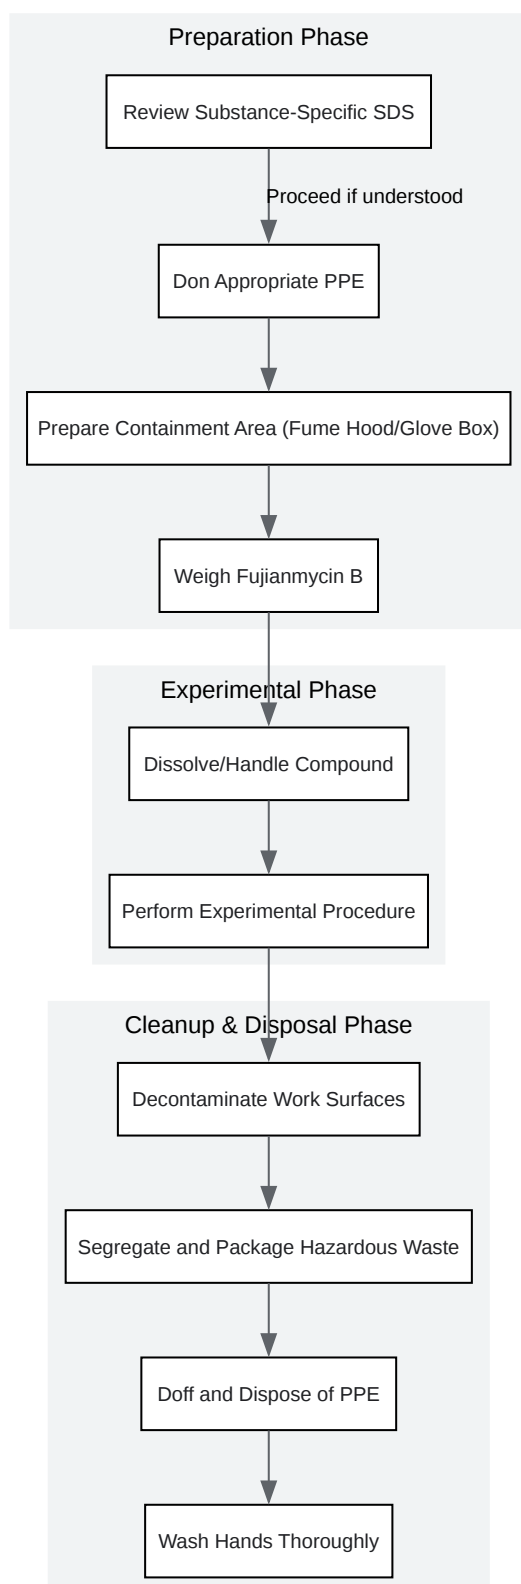 Preparation Phase
Review Substance-Specific SDS
Proceed if understood
Don Appropriate PPE
Prepare Containment Area (Fume Hood/Glove Box)
Weigh Fujianmycin B
Experimental Phase
Dissolve/Handle Compound
Perform Experimental Procedure
Cleanup & Disposal Phase
Decontaminate Work Surfaces
Segregate and Package Hazardous Waste
Doff and Dispose of PPE
Wash Hands Thoroughly